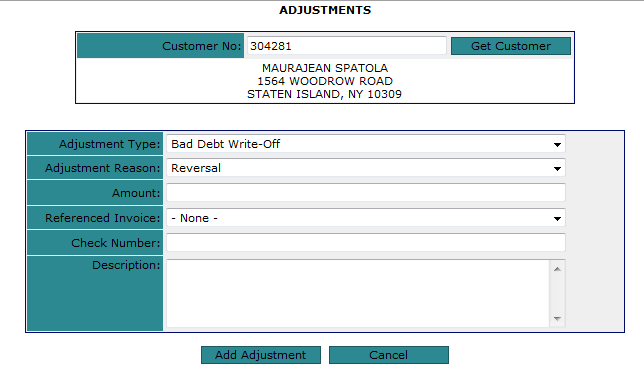 ADJUSTMENTS
Customer No: 304281 Get Customer
MAURAJEAN SPATOLA
1564 WOODROW ROAD
STATEN ISLAND, NY 10309
Adjustment Type: Bad Debt Write-Off
Adjustment Reason: Reversal
Amount:
Referenced Invoice: - None -
Check Number:
Description:
Add Adjustment Cancel